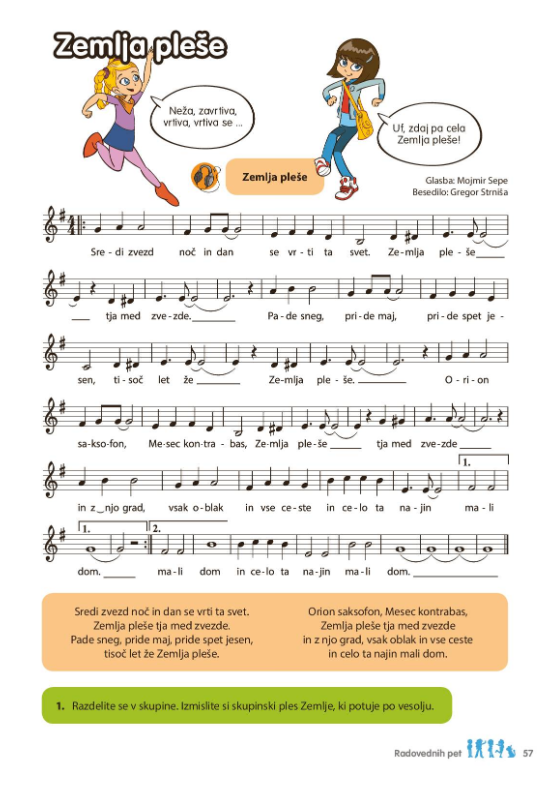 Zemlja pleše
Neža, zavrtiva,
vrtiva, vrtiva se ...
Uf, zdaj pa cela
Zemlja pleše!
Zemlja pleše
Glasba: Mojmir Sepe
Besedilo: Gregor Strniša
Sre - di zvezd noč in dan se vr - ti ta svet. Ze-mlja ple - še____
___ tja med zve-zde.______ Pa-de sneg, pri-de maj, pri-de spet je -
sen, ti-soč let že ________ Ze-mlja ple-še. ________ O - ri - on
sa-kso-fon, Me-sec kon-tra - bas, Ze-mlja ple-še _____ tja med zve-zde _____
1.
in z_njo grad, vsak o-blak in vse ce-ste in ce-lo ta na-jin ma - li
1. 2.
dom. _____ ma-li dom in ce-lo ta na-jin ma-li dom. ______________
Sredi zvezd noč in dan se vrti ta svet.
Zemlja pleše tja med zvezde.
Pade sneg, pride maj, pride spet jesen,
tisoč let že Zemlja pleše.
Orion saksofon, Mesec kontrabas,
Zemlja pleše tja med zvezde
in z njo grad, vsak oblak in vse ceste
in celo ta najin mali dom.
1. Razdelite se v skupine. Izmislite si skupinski ples Zemlje, ki potuje po vesolju.
Radovednih pet 57